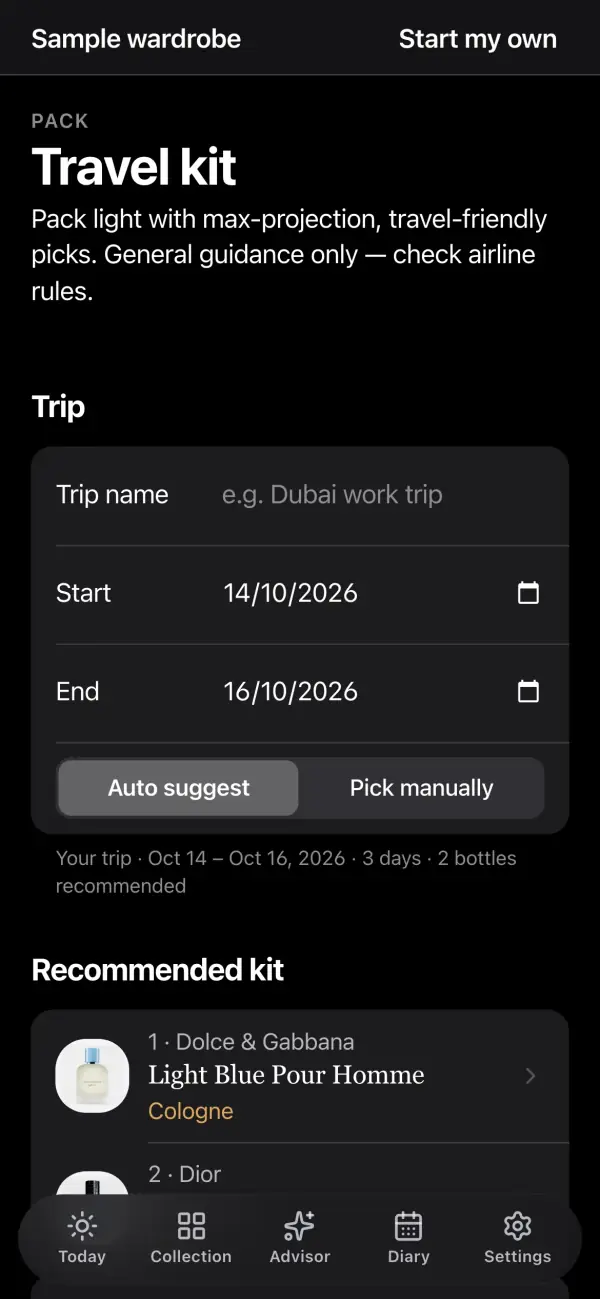 Sample wardrobe
Start my own
PACK
Travel kit
Pack light with max-projection, travel-friendly
picks. General guidance only — check airline
rules.
Trip
Trip name
e.g. Dubai work trip
Start
14/10/2026
End
16/10/2026
Auto suggest
Pick manually
Your trip · Oct 14 – Oct 16, 2026 · 3 days · 2 bottles
recommended
Recommended kit
1 · Dolce & Gabbana
Light Blue Pour Homme
Cologne
2 · Dior
Today
Collection
Advisor
Diary
Settings